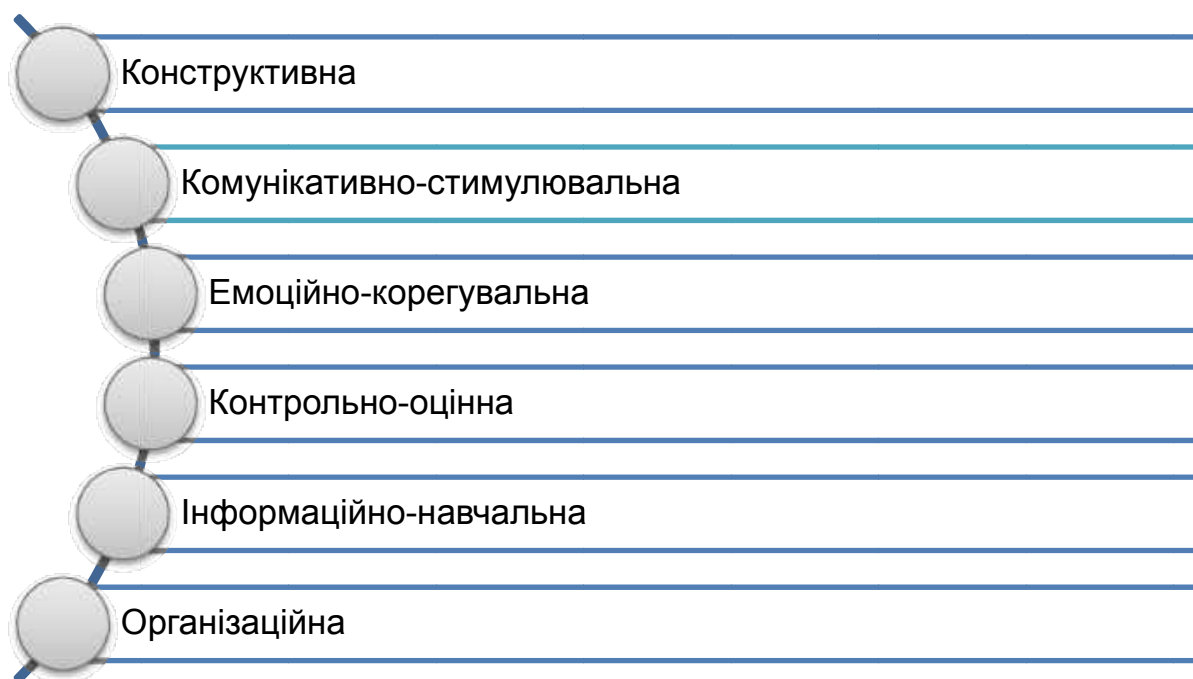 Конструктивна
Комунікативно-стимулювальна
Емоційно-корегувальна
Контрольно-оцінна
Інформаційно-навчальна
Організаційна